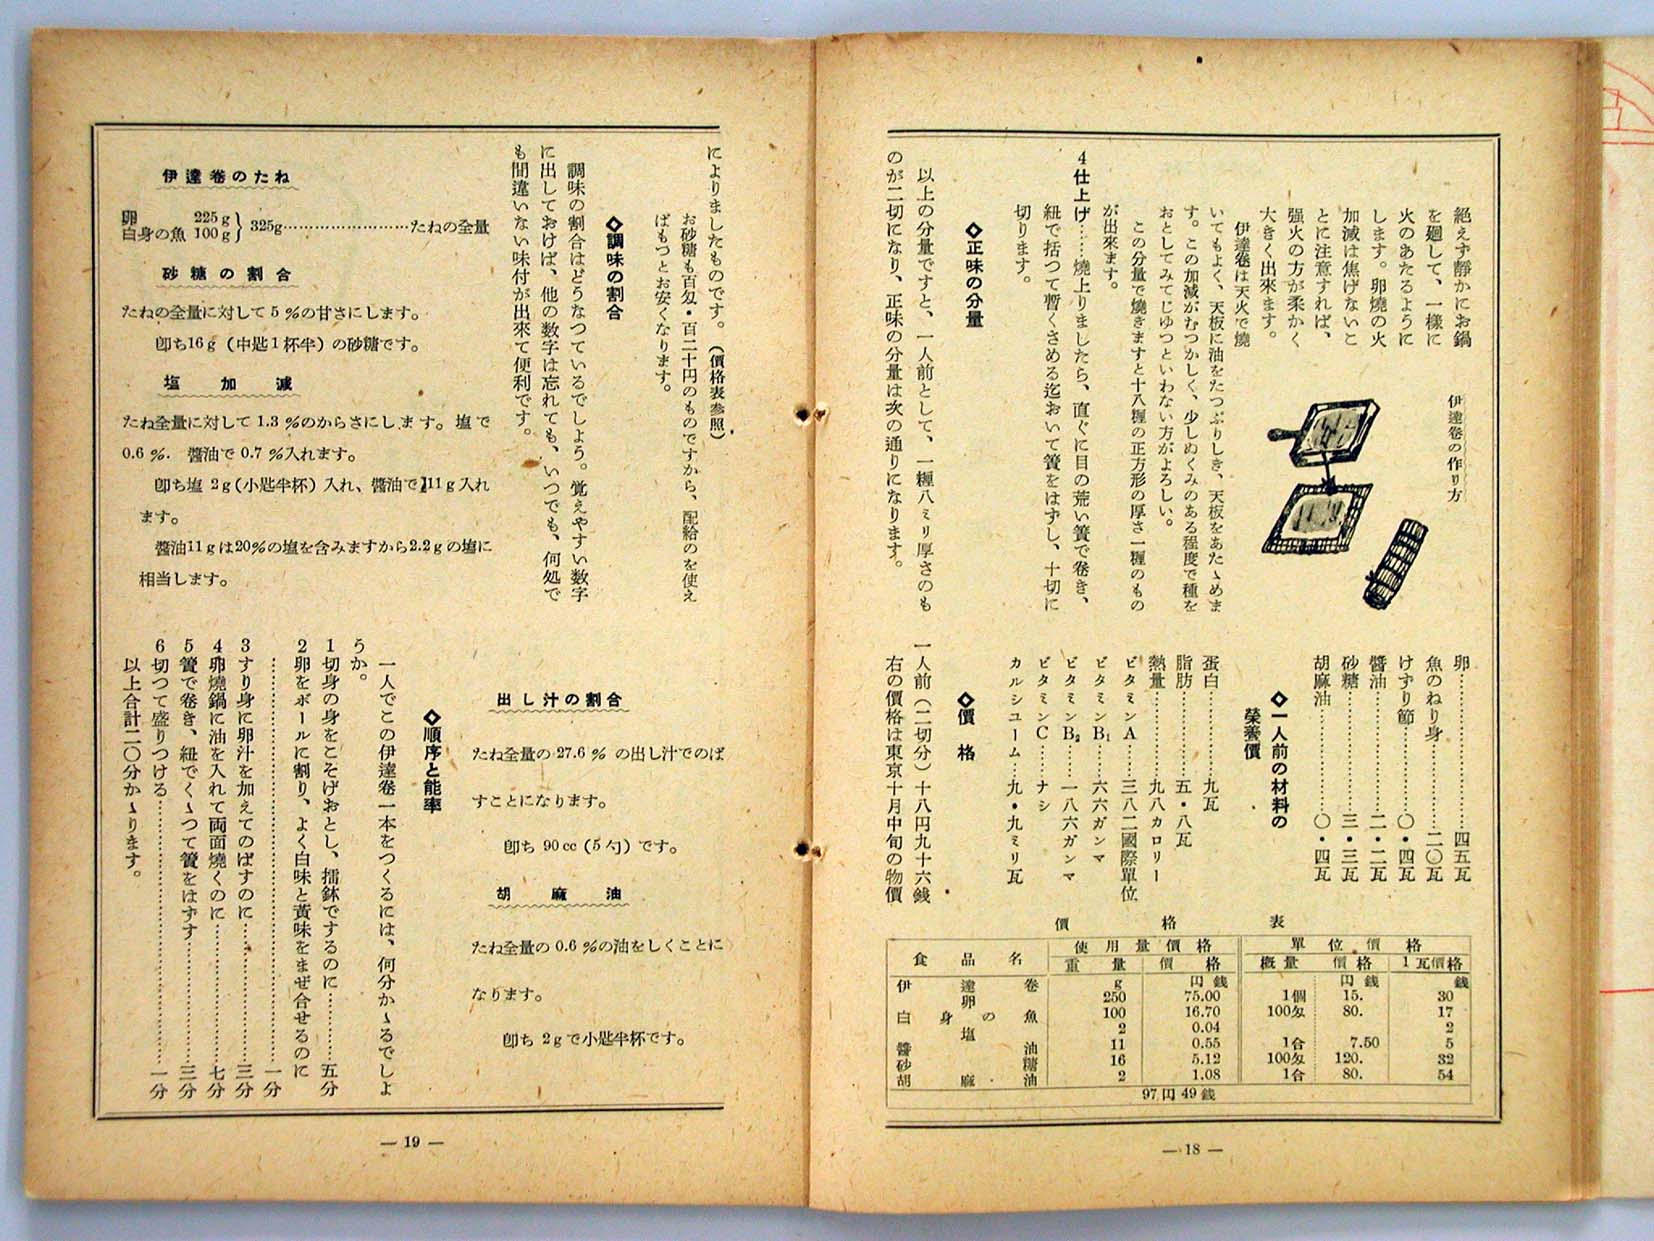 絶えず靜かにお鍋
を廻して、一樣に
火のあたるように
します。卵燒の火
加減は焦げないこ
とに注意すれば、
强火の方が柔かく
大きく出來ます。
伊達卷は天火で燒
いてもよく、天板に油をたつぷりしき、天板をあたゝめま
す。この加減がむつかしく、少しぬくみのある程度で種を
おとしてみてじゆつといわない方がよろしい。
この分量で燒きますと十八糎の正方形の厚さ一糎のもの
が出來ます。
4仕上げ……燒上りましたら、直ぐに目の荒い簀で卷き、
紐で括つて暫くさめる迄おいて簀をはずし、十切に
切ります。
◇正味の分量
以上の分量ですと、一人前として、一糎八ミリ厚さのも
のが二切になり、正味の分量は次の通りになります。
伊達卷の作り方
卵……………四五瓦
魚のねり身………二〇瓦
けずり節………〇・四瓦
醬油…………二・二瓦
砂糖…………三・三瓦
胡麻油………〇・四瓦
◇一人前の材料の
榮養價
蛋白…………九瓦
脂肪…………五・八瓦
熱量…………九八カロリー
ビタミンA……三八二國際單位
ビタミンB₁……六六ガンマ
ビタミンB₂……一八六ガンマ
ビタミンC……ナシ
カルシユーム…九・九ミリ瓦
◇價格
一人前（二切分）十八円九十六錢
右の價格は東京十月中旬の物價
價格表
食品名 使用量價格 單位價格
重量 價格 概量 價格 1瓦價格
g 円錢 円錢 錢
伊達卷
卵 250 75.00 1個 15. 30
白身の魚 100 16.70 100匁 80. 17
塩 2 0.04 2
醬油 11 0.55 1合 7.50 5
砂糖 16 5.12 100匁 120. 32
胡麻油 2 1.08 1合 80. 54
97円49錢
— 18 —
によりましたものです。（價格表参照）
お砂糖も百匁・百二十円のものですから、配給のを使え
ばもつとお安くなります。
◇調味の割合
調味の割合はどうなつているでしよう。覚えやすい数字
に出しておけば、他の数字は忘れても、いつでも、何処で
も間違いない味付が出來て便利です。
伊達卷のたね
卵 225g
白身の魚 100g } 325g……………………たねの全量
砂糖の割合
たねの全量に対して5%の甘さにします。
卽ち16g（中匙1杯半）の砂糖です。
塩加減
たね全量に対して1.3%のからさにします。塩で
0.6%. 醬油で0.7%入れます。
卽ち塩2g(小匙半杯）入れ、醬油で11g入れ
ます。
醬油11gは20%の塩を含みますから2.2gの塩に
相当します。
出し汁の割合
たね全量の27.6%の出し汁でのば
すことになります。
卽ち90cc(5勺)です。
胡麻油
たね全量の0.6%の油をしくことに
なります。
卽ち2gで小匙半杯です。
◇順序と能率
一人でこの伊達卷一本をつくるには、何分かゝるでしよ
うか。
1切身の身をこそげおとし、擂鉢でするのに…………五分
2卵をボールに割り、よく白味と黄味をまぜ合せるのに
……………………一分
3すり身に卵汁を加えてのばすのに……………三分
4卵燒鍋に油を入れて両面燒くのに……………七分
5簀で卷き、紐でくゝつて簀をはずす……………三分
6切つて盛りつける……………………一分
以上合計二〇分かゝります。
— 19 —